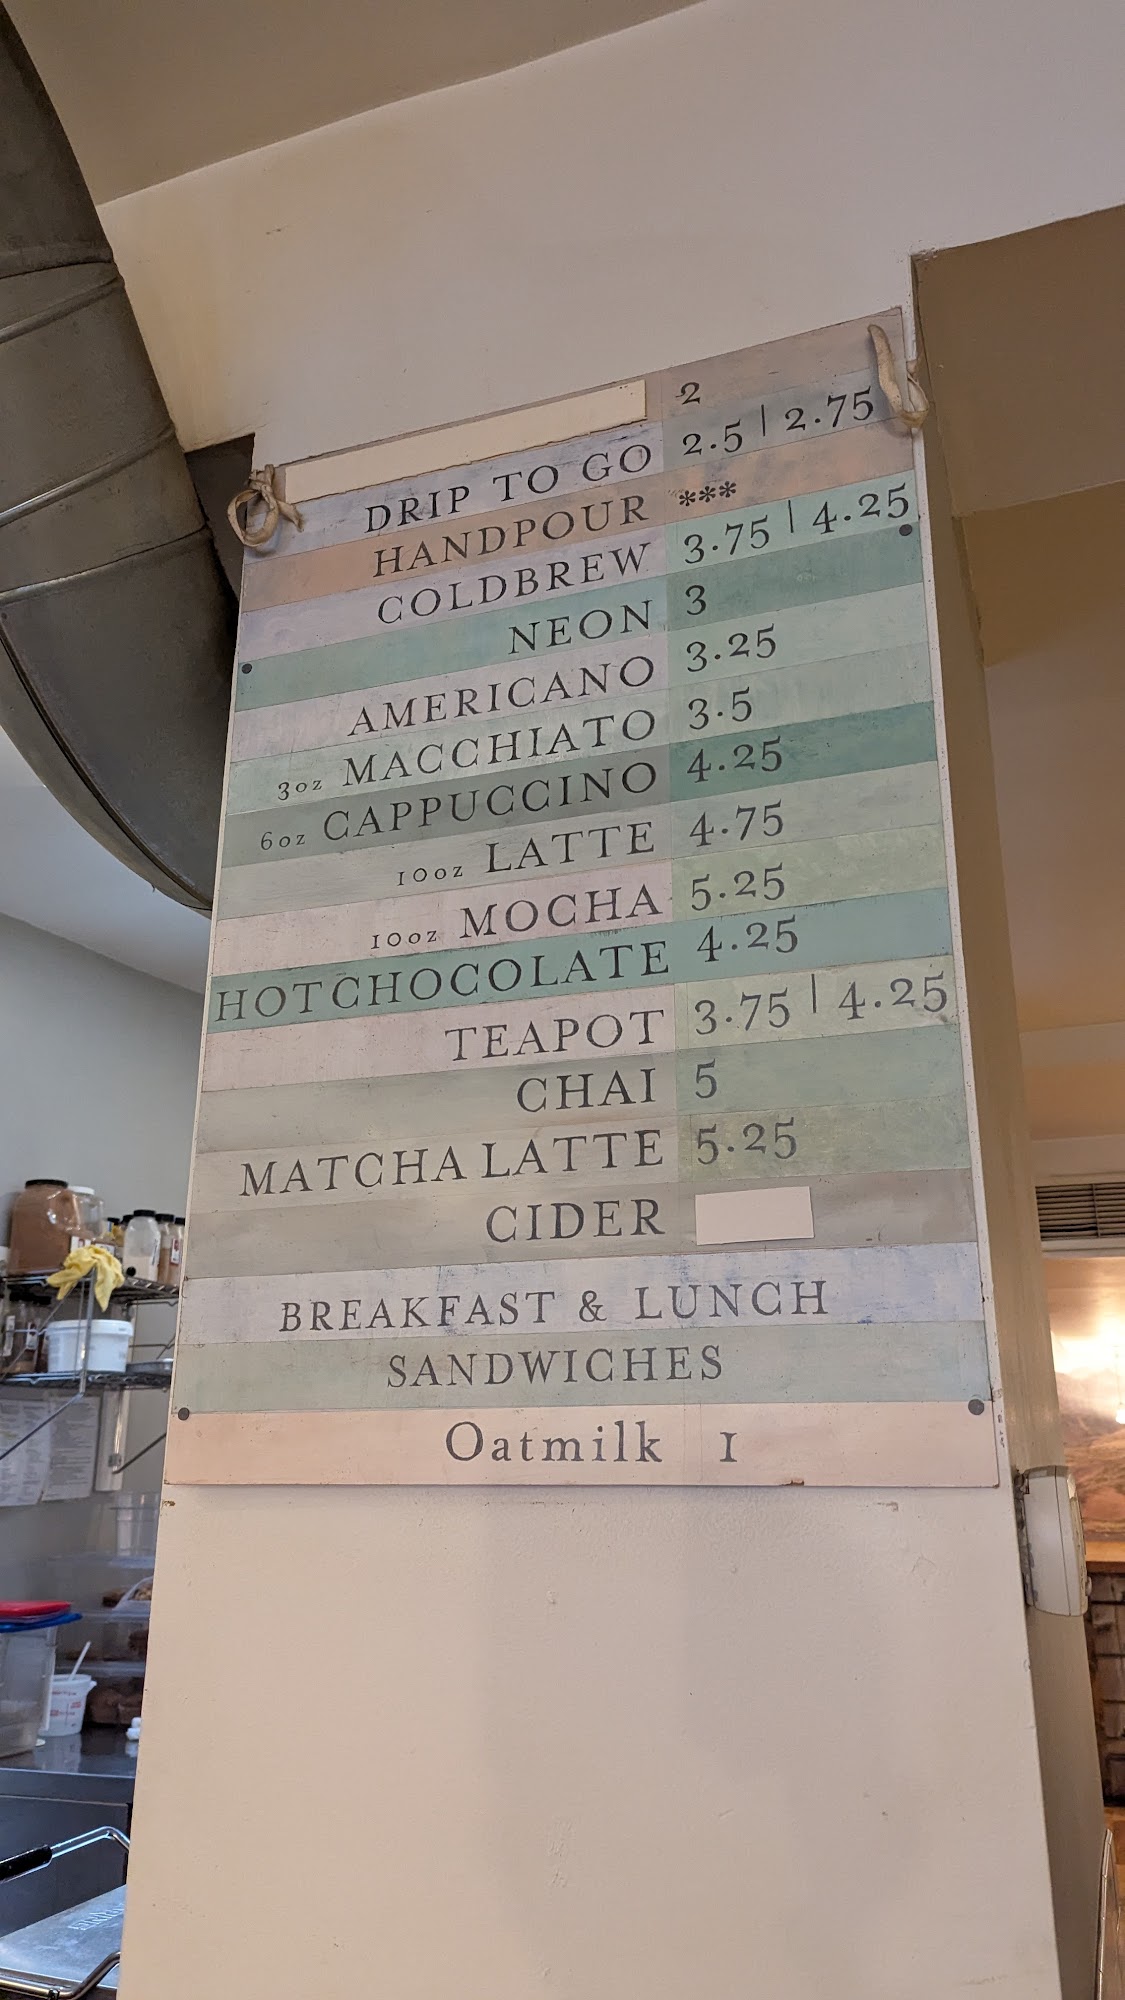 2
DRIP TO GO 2.5 | 2.75
HANDPOUR ***
COLDBREW 3.75 | 4.25
NEON 3
AMERICANO 3.25
3oz MACCHIATO 3.5
6oz CAPPUCCINO 4.25
10oz LATTE 4.75
10oz MOCHA 5.25
HOT CHOCOLATE 4.25
TEAPOT 3.75 | 4.25
CHAI 5
MATCHA LATTE 5.25
CIDER
BREAKFAST & LUNCH
SANDWICHES
Oatmilk 1